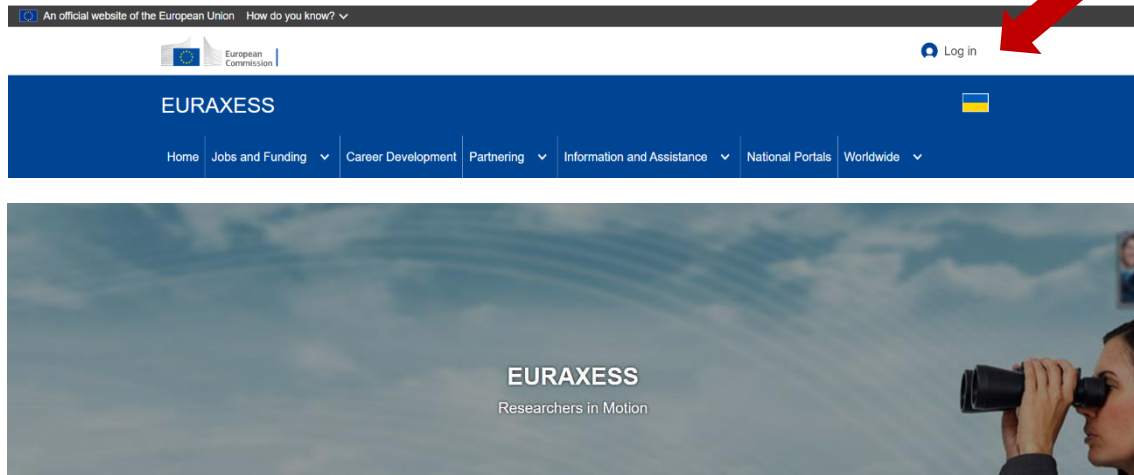 An official website of the European Union How do you know?
European
Commission
Log in
EURAXESS
Home Jobs and Funding Career Development Partnering Information and Assistance National Portals Worldwide
EURAXESS
Researchers in Motion